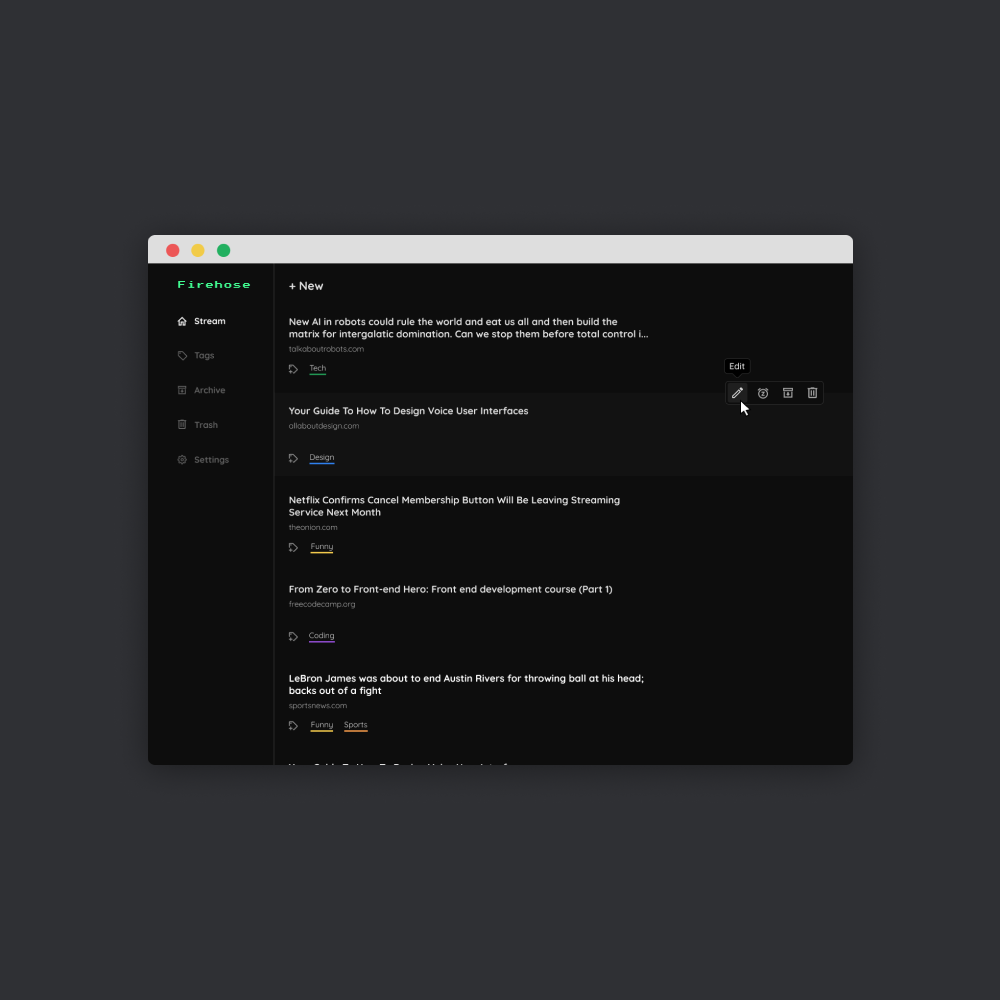 Firehose
Stream
Tags
Archive
Trash
Settings
+ New
New AI in robots could rule the world and eat us all and then build the
matrix for intergalatic domination. Can we stop them before total control i...
talkaboutrobots.com
Tech
Edit
Your Guide To How To Design Voice User Interfaces
allaboutdesign.com
Design
Netflix Confirms Cancel Membership Button Will Be Leaving Streaming
Service Next Month
theonion.com
Funny
From Zero to Front-end Hero: Front end development course (Part 1)
freecodecamp.org
Coding
LeBron James was about to end Austin Rivers for throwing ball at his head;
backs out of a fight
sportsnews.com
Funny Sports